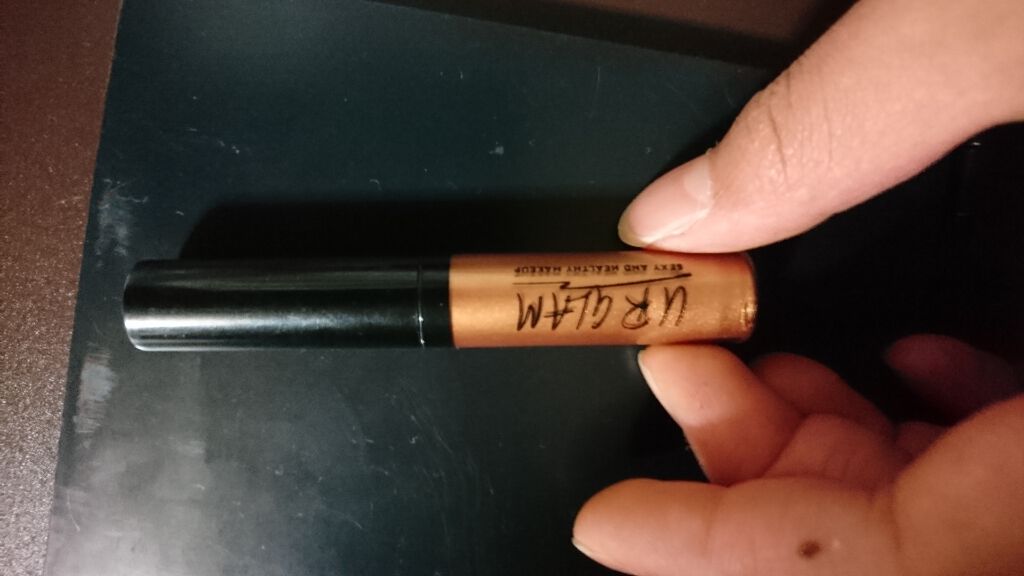 UR GLAM
SEXY AND HEALTHY MAKEUP